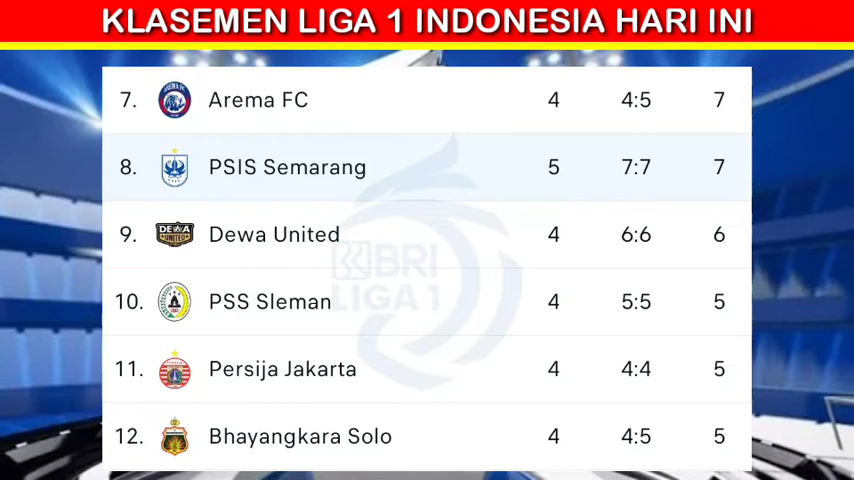 KLASEMEN LIGA 1 INDONESIA HARI INI
7. Arema FC 4 4:5 7
8. PSIS Semarang 5 7:7 7
9. Dewa United 4 6:6 6
10. PSS Sleman 4 5:5 5
11. Persija Jakarta 4 4:4 5
12. Bhayangkara Solo 4 4:5 5
BRI
LIGA 1
DEWA
UNITED